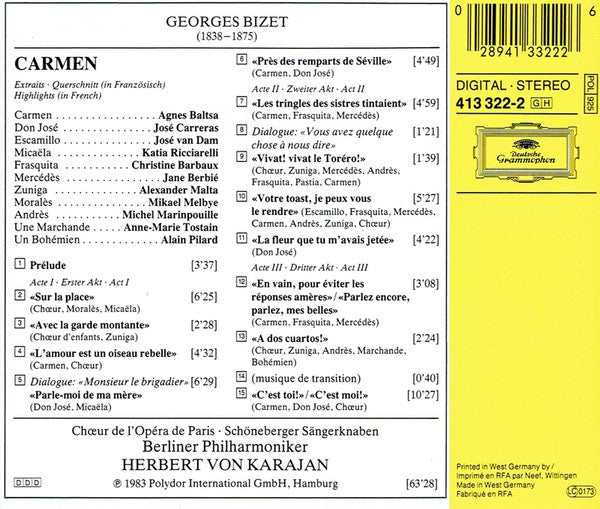 GEORGES BIZET
(1838–1875)
CARMEN
Extraits · Querschnitt (in Französisch)
Highlights (in French)
Carmen ................ Agnes Baltsa
Don José ............. José Carreras
Escamillo ............ José van Dam
Micaëla ............. Katia Ricciarelli
Frasquita ......... Christine Barbaux
Mercédès ............. Jane Berbié
Zuniga ............. Alexander Malta
Moralès ............. Mikael Melbye
Andrès .......... Michel Marinpouille
Une Marchande . Anne-Marie Tostain
Un Bohémien ........... Alain Pilard
1 Prélude [3'37]
Acte I · Erster Akt · Act I
2 «Sur la place» [6'25]
(Chœur, Moralès, Micaëla)
3 «Avec la garde montante» [2'28]
(Chœur d'enfants, Zuniga)
4 «L'amour est un oiseau rebelle» [4'32]
(Carmen, Chœur)
5 Dialogue: «Monsieur le brigadier» [6'29]
«Parle-moi de ma mère»
(Don José, Micaëla)
6 «Près des remparts de Séville» [4'49]
(Carmen, Don José)
Acte II · Zweiter Akt · Act II
7 «Les tringles des sistres tintaient» [4'59]
(Carmen, Frasquita, Mercédès)
8 Dialogue: «Vous avez quelque [1'21]
chose à nous dire»
9 «Vivat! vivat le Toréro!» [1'39]
(Chœur, Zuniga, Mercédès, Andrès,
Frasquita, Pastia, Carmen)
10 «Votre toast, je peux vous [5'27]
le rendre» (Escamillo, Frasquita, Mercédès,
Carmen, Andrès, Zuniga, Chœur)
11 «La fleur que tu m'avais jetée» [4'22]
(Don José)
Acte III · Dritter Akt · Act III
12 «En vain, pour éviter les [3'08]
réponses amères»/«Parlez encore,
parlez, mes belles»
(Carmen, Frasquita, Mercédès)
13 «A dos cuartos!» [2'24]
(Chœur, Zuniga, Andrès, Marchande,
Bohémien)
14 (musique de transition) [0'40]
15 «C'est toi!»/«C'est moi!» [10'27]
(Carmen, Don José, Chœur)
Chœur de l'Opéra de Paris · Schöneberger Sängerknaben
Berliner Philharmoniker
HERBERT VON KARAJAN
DDD
℗ 1983 Polydor International GmbH, Hamburg [63'28]
0 28941 33222 6
DIGITAL · STEREO
413 322-2 GH
POL 925
Deutsche
Grammophon
Printed in West Germany by /
Imprimé en RFA par Neef, Wittingen
Made in West Germany
Fabriqué en RFA
LC 0173